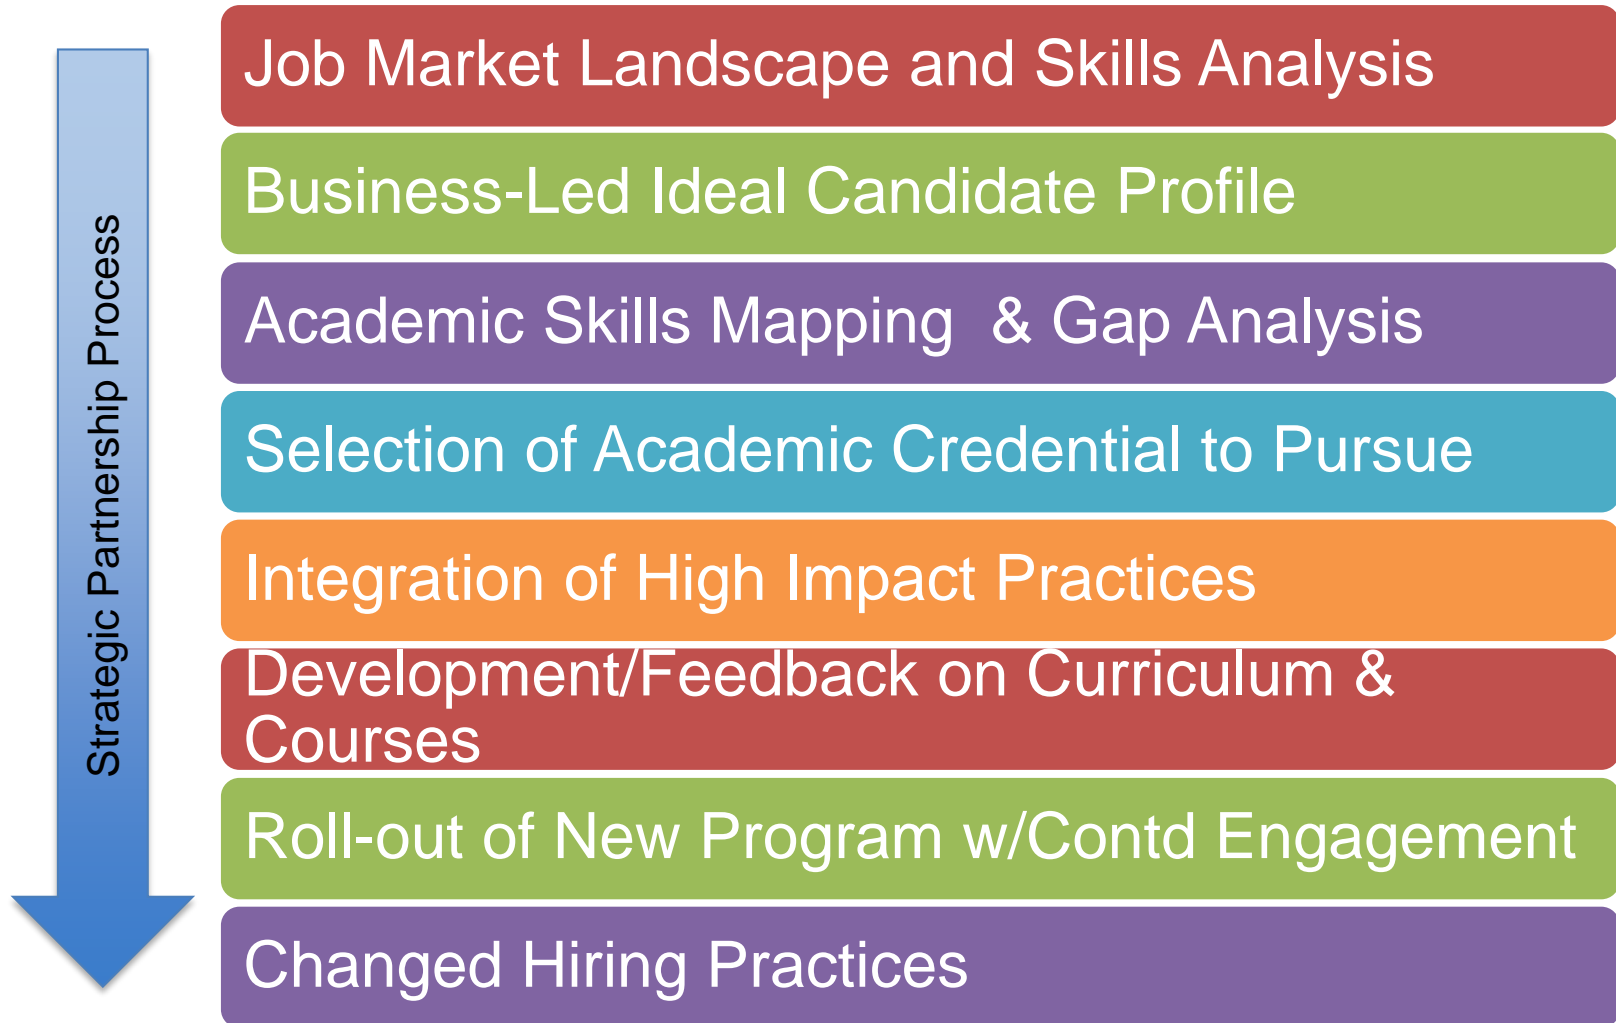 Strategic Partnership Process
Job Market Landscape and Skills Analysis
Business-Led Ideal Candidate Profile
Academic Skills Mapping  & Gap Analysis
Selection of Academic Credential to Pursue
Integration of High Impact Practices
Development/Feedback on Curriculum &
Courses
Roll-out of New Program w/Contd Engagement
Changed Hiring Practices